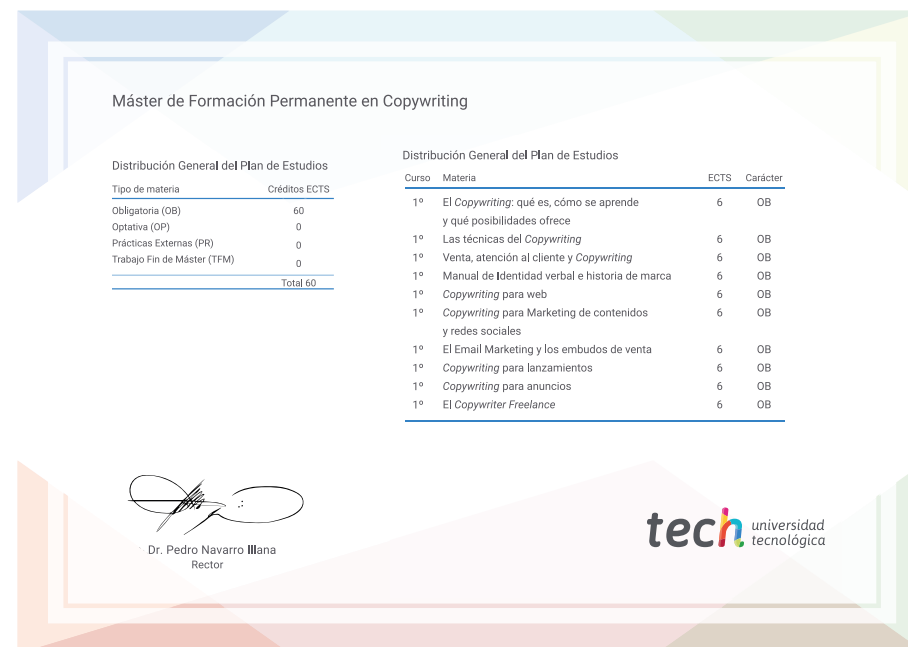 Máster de Formación Permanente en Copywriting
Distribución General del Plan de Estudios
Tipo de materia Créditos ECTS
Obligatoria (OB) 60
Optativa (OP) 0
Prácticas Externas (PR) 0
Trabajo Fin de Máster (TFM) 0
Total 60
Distribución General del Plan de Estudios
Curso Materia ECTS Carácter
1º El Copywriting: qué es, cómo se aprende
y qué posibilidades ofrece 6 OB
1º Las técnicas del Copywriting 6 OB
1º Venta, atención al cliente y Copywriting 6 OB
1º Manual de Identidad verbal e historia de marca 6 OB
1º Copywriting para web 6 OB
1º Copywriting para Marketing de contenidos
y redes sociales 6 OB
1º El Email Marketing y los embudos de venta 6 OB
1º Copywriting para lanzamientos 6 OB
1º Copywriting para anuncios 6 OB
1º El Copywriter Freelance 6 OB
Dr. Pedro Navarro Illana
Rector
tech universidad
tecnológica